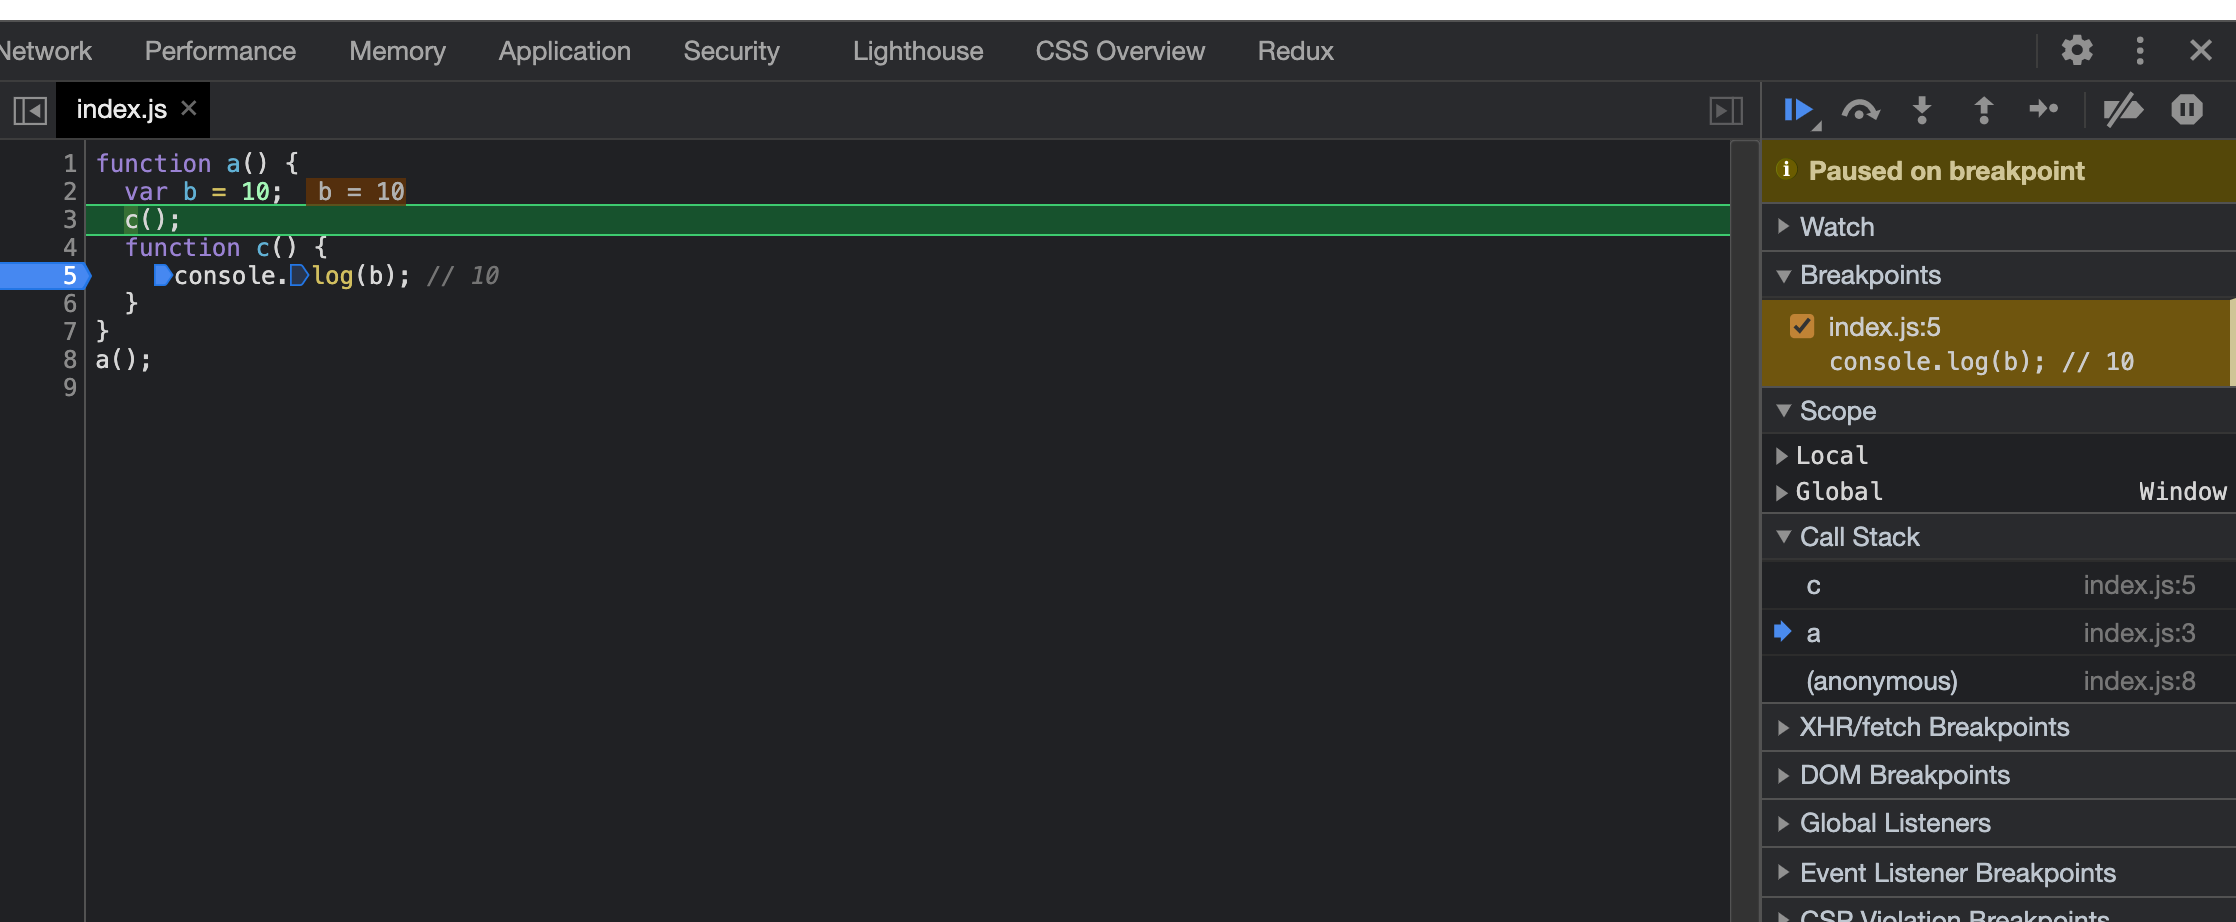 Network Performance Memory Application Security Lighthouse CSS Overview Redux
index.js
1 function a() {
2 var b = 10; b = 10
3 c();
4 function c() {
5 console.log(b); // 10
6 }
7 }
8 a();
9
Paused on breakpoint
Watch
Breakpoints
index.js:5
console.log(b); // 10
Scope
Local
Global Window
Call Stack
c index.js:5
a index.js:3
(anonymous) index.js:8
XHR/fetch Breakpoints
DOM Breakpoints
Global Listeners
Event Listener Breakpoints
CSP Violation Breakpoints